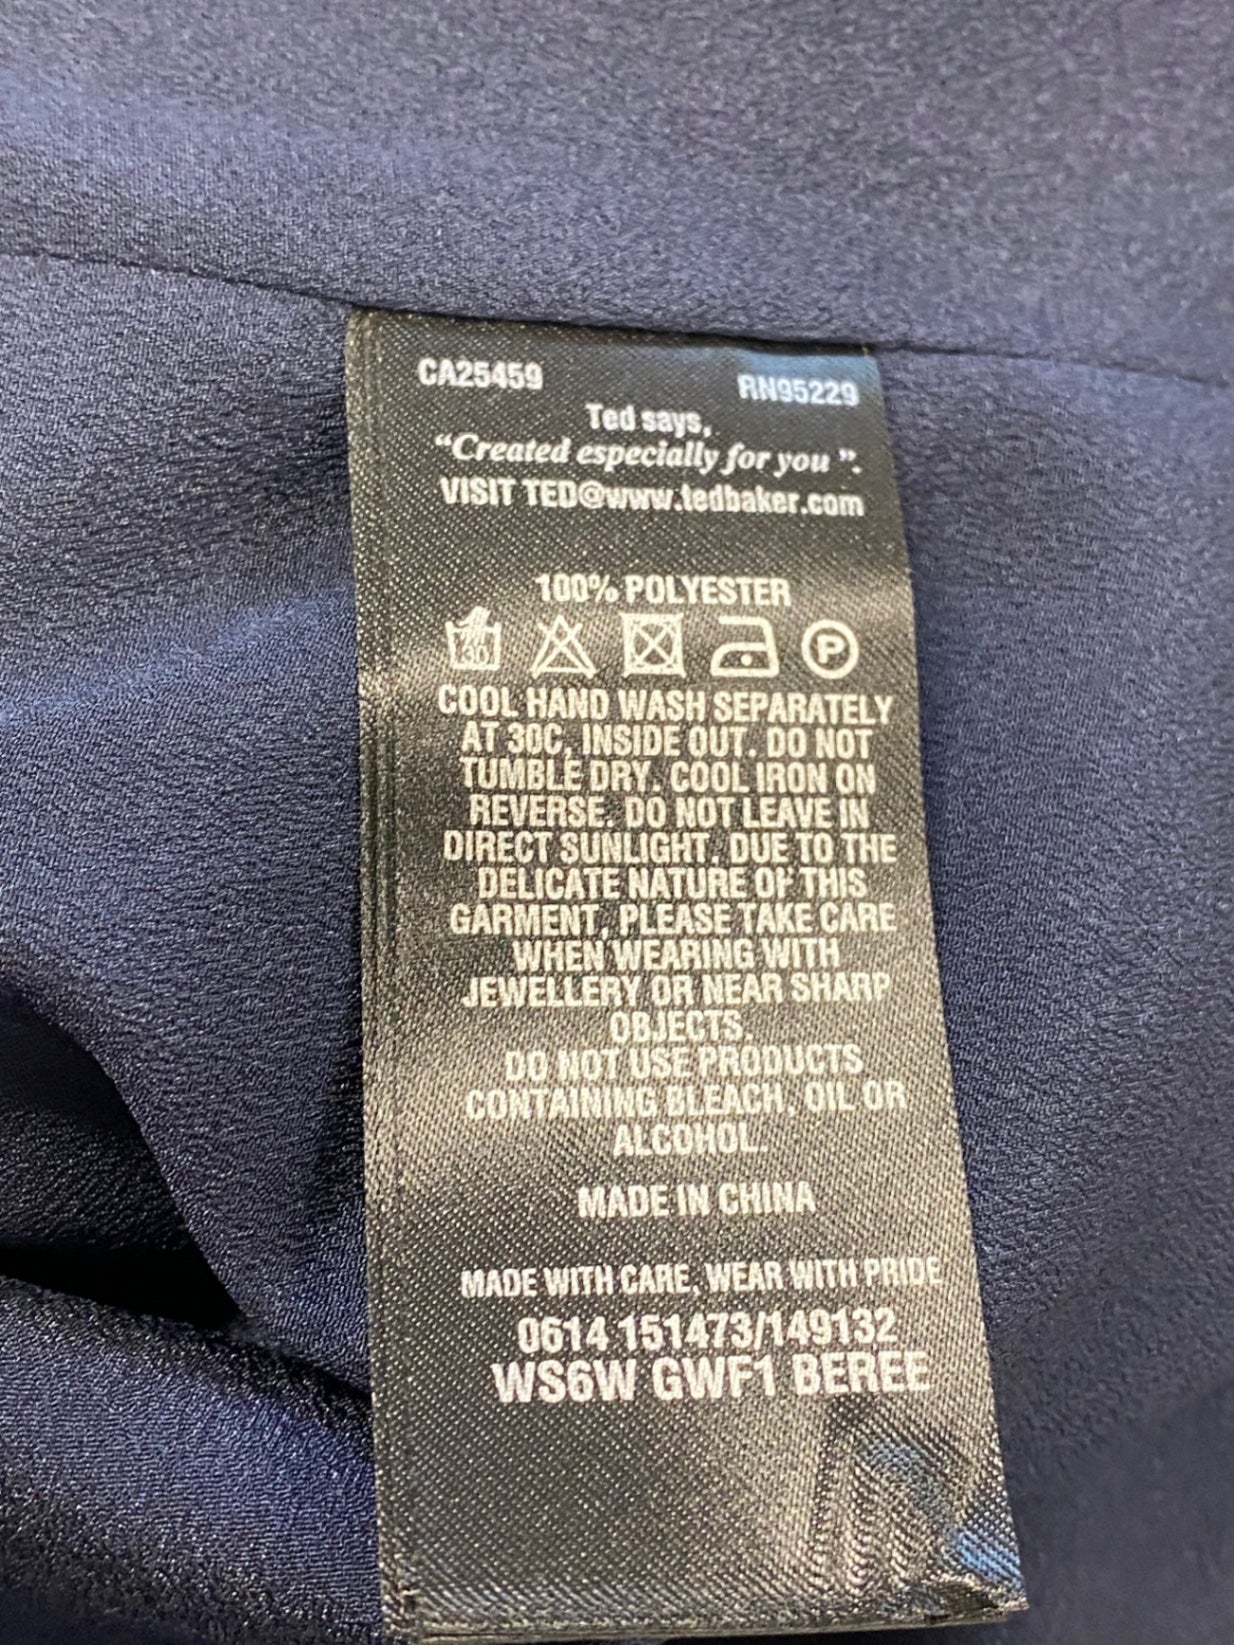 CA25459 RN95229
Ted says,
“Created especially for you ”.
VISIT TED@www.tedbaker.com
100% POLYESTER
30 P
COOL HAND WASH SEPARATELY
AT 30C, INSIDE OUT. DO NOT
TUMBLE DRY. COOL IRON ON
REVERSE. DO NOT LEAVE IN
DIRECT SUNLIGHT. DUE TO THE
DELICATE NATURE OF THIS
GARMENT, PLEASE TAKE CARE
WHEN WEARING WITH
JEWELLERY OR NEAR SHARP
OBJECTS.
DO NOT USE PRODUCTS
CONTAINING BLEACH, OIL OR
ALCOHOL.
MADE IN CHINA
MADE WITH CARE, WEAR WITH PRIDE
0614 151473/149132
WS6W GWF1 BEREE